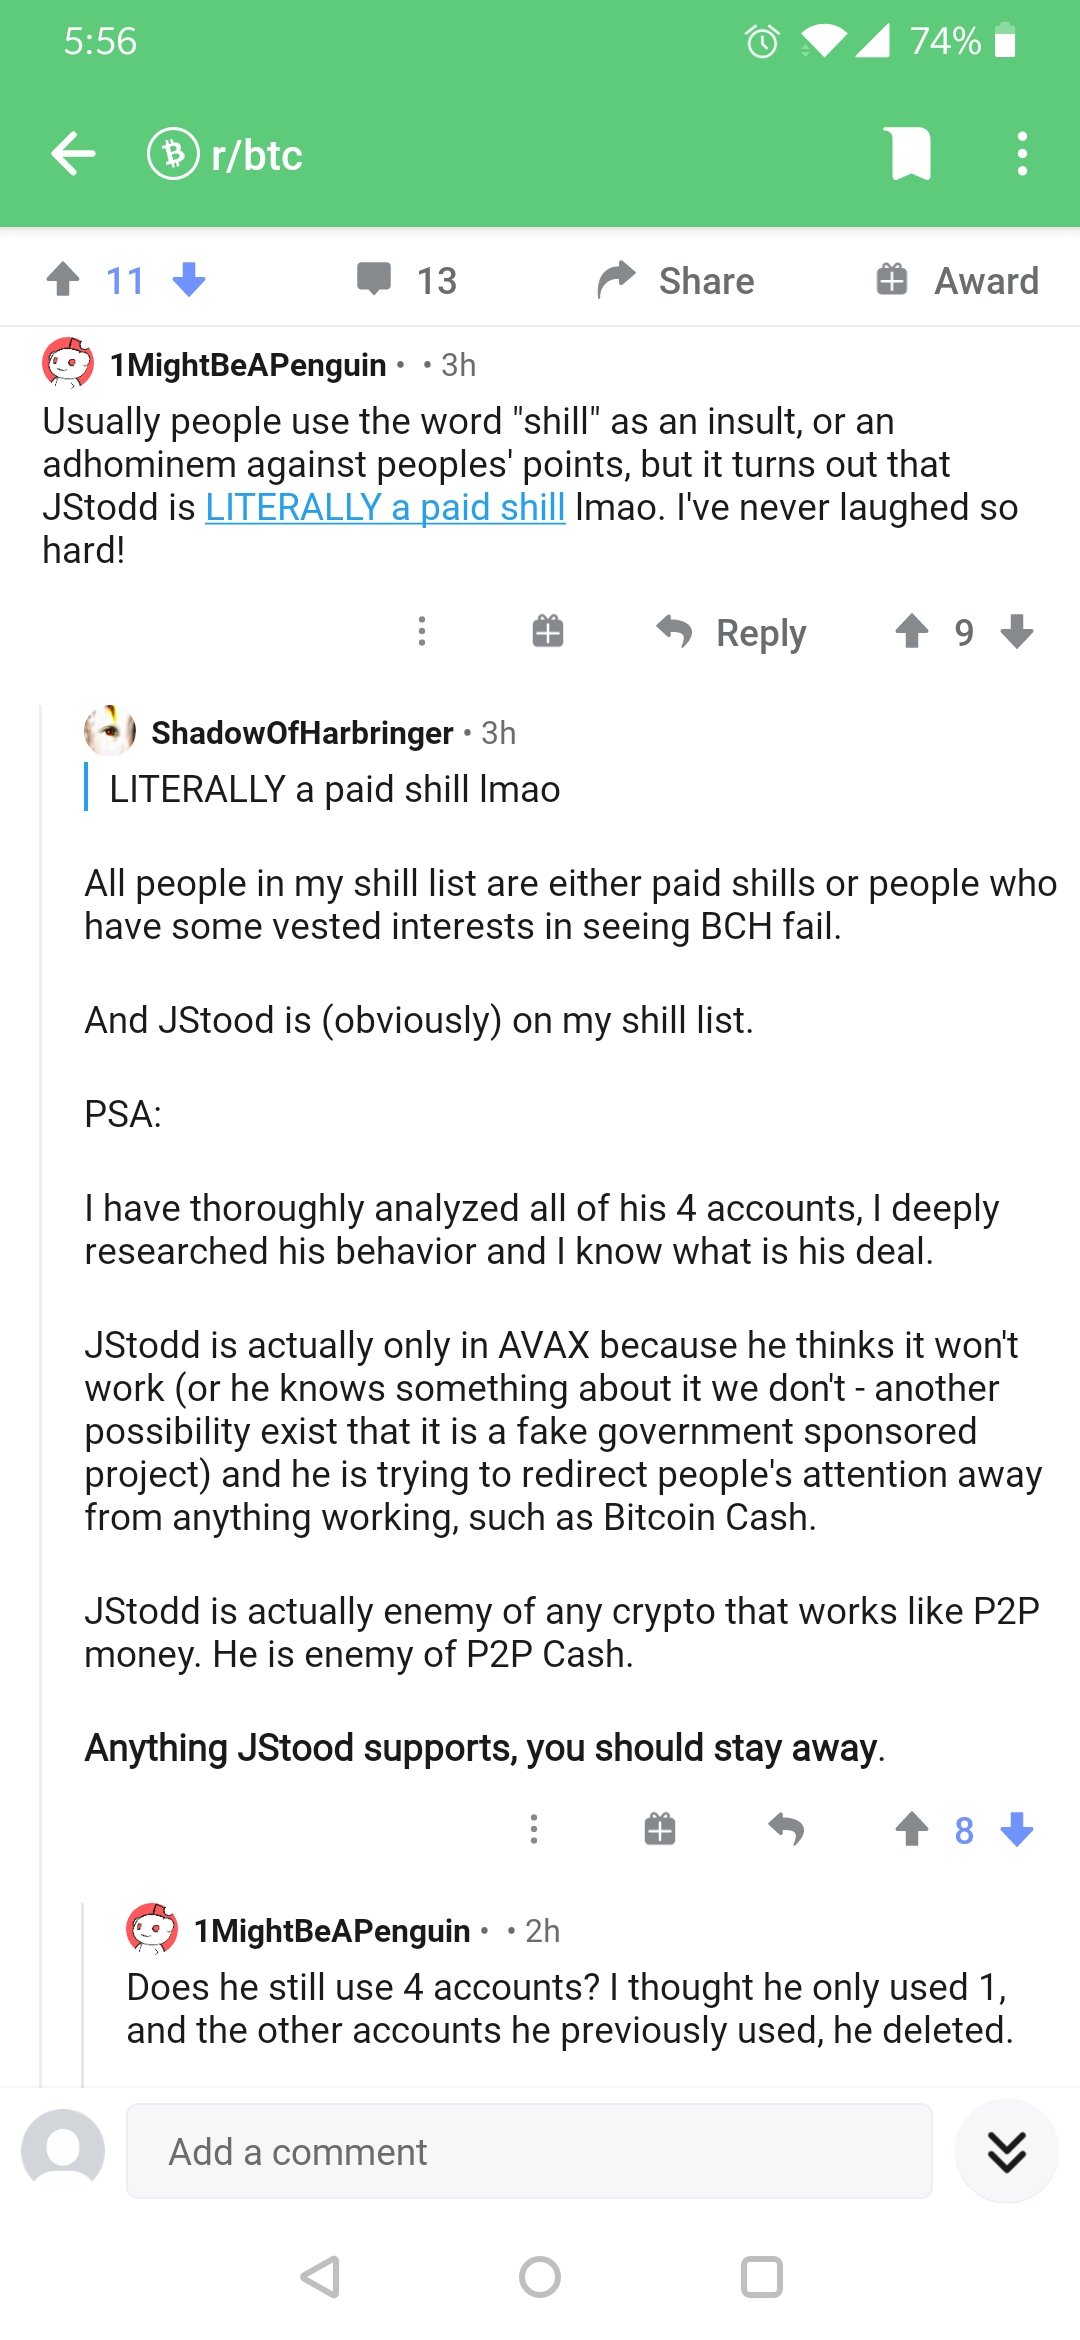 5:56
74%
r/btc
11
13
Share
Award
1MightBeAPenguin • • 3h
Usually people use the word "shill" as an insult, or an
adhominem against peoples' points, but it turns out that
JStodd is LITERALLY a paid shill lmao. I've never laughed so
hard!
Reply
9
ShadowOfHarbringer • 3h
LITERALLY a paid shill lmao
All people in my shill list are either paid shills or people who
have some vested interests in seeing BCH fail.
And JStood is (obviously) on my shill list.
PSA:
I have thoroughly analyzed all of his 4 accounts, I deeply
researched his behavior and I know what is his deal.
JStodd is actually only in AVAX because he thinks it won't
work (or he knows something about it we don't - another
possibility exist that it is a fake government sponsored
project) and he is trying to redirect people's attention away
from anything working, such as Bitcoin Cash.
JStodd is actually enemy of any crypto that works like P2P
money. He is enemy of P2P Cash.
Anything JStood supports, you should stay away.
8
1MightBeAPenguin • • 2h
Does he still use 4 accounts? I thought he only used 1,
and the other accounts he previously used, he deleted.
Add a comment